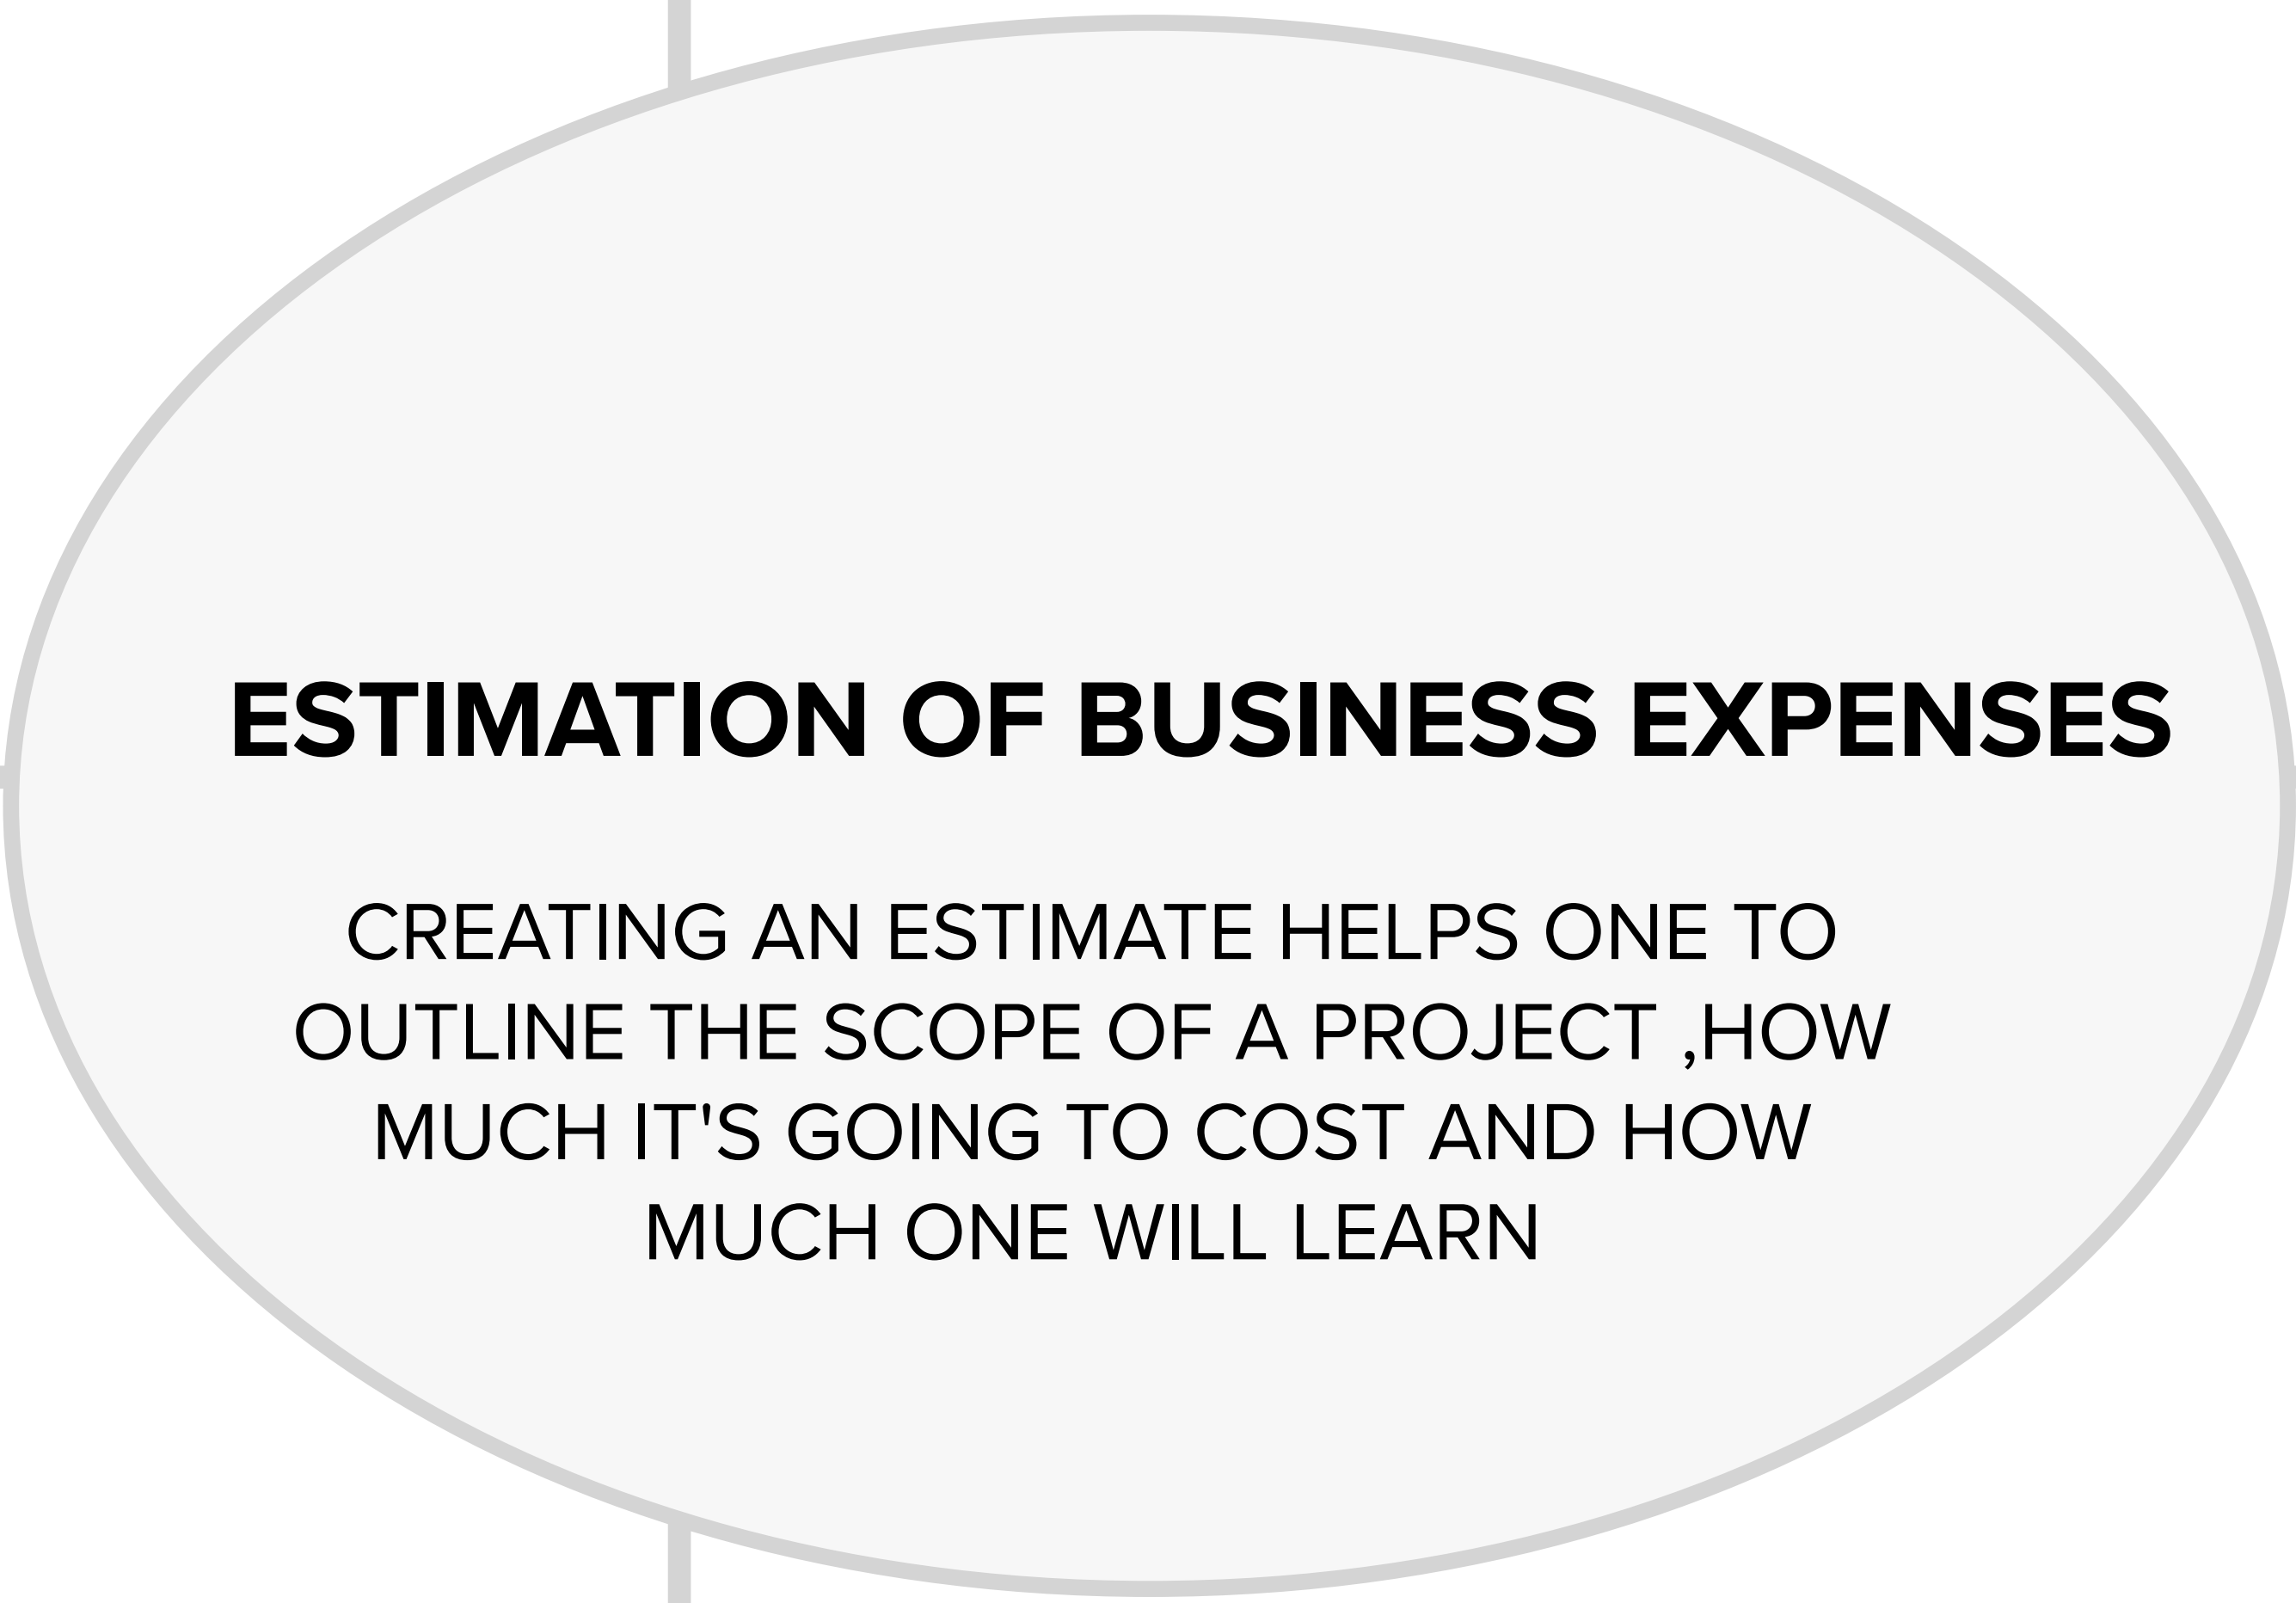 ESTIMATION OF BUSINESS EXPENSES
CREATING AN ESTIMATE HELPS ONE TO
OUTLINE THE SCOPE OF A PROJECT ,HOW
MUCH IT'S GOING TO COST AND HOW
MUCH ONE WILL LEARN